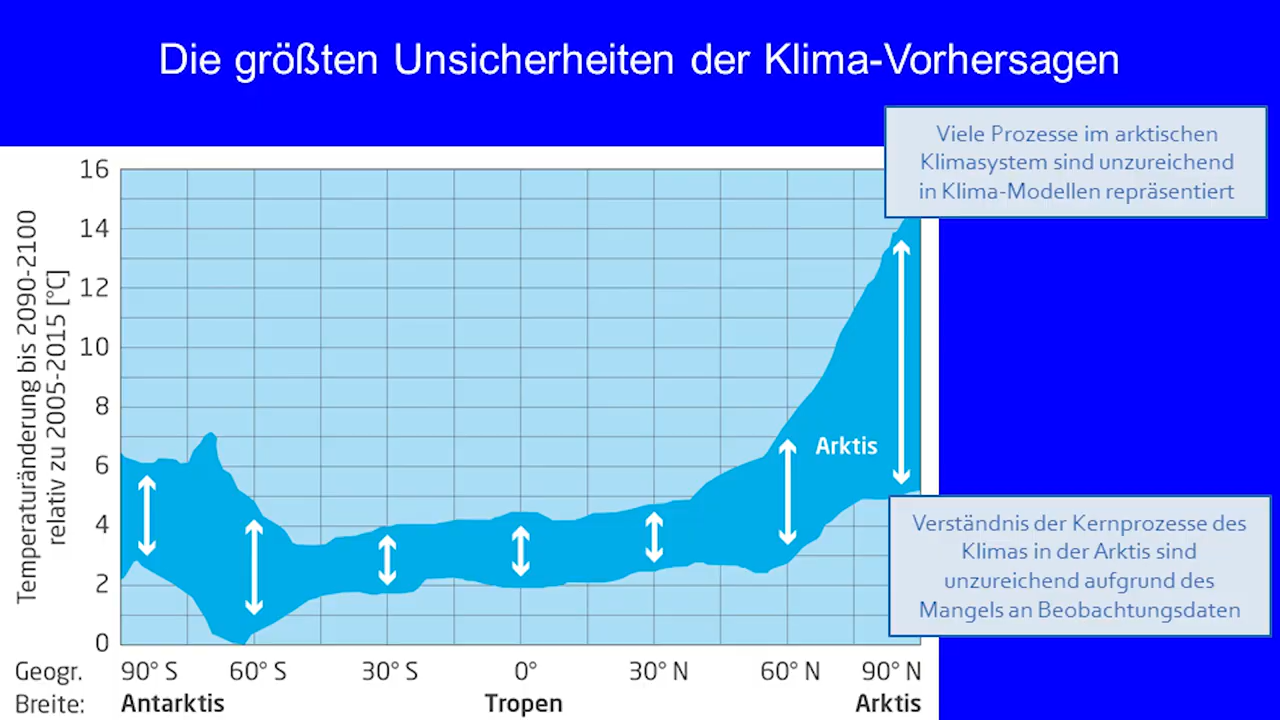 Die größten Unsicherheiten der Klima-Vorhersagen
Viele Prozesse im arktischen
Klimasystem sind unzureichend
in Klima-Modellen repräsentiert
Temperaturänderung bis 2090-2100
relativ zu 2005-2015 [°C]
16
14
12
10
8
6
4
2
0
Arktis
Verständnis der Kernprozesse des
Klimas in der Arktis sind
unzureichend aufgrund des
Mangels an Beobachtungsdaten
Geogr. 90° S 60° S 30° S 0° 30° N 60° N 90° N
Breite: Antarktis Tropen Arktis